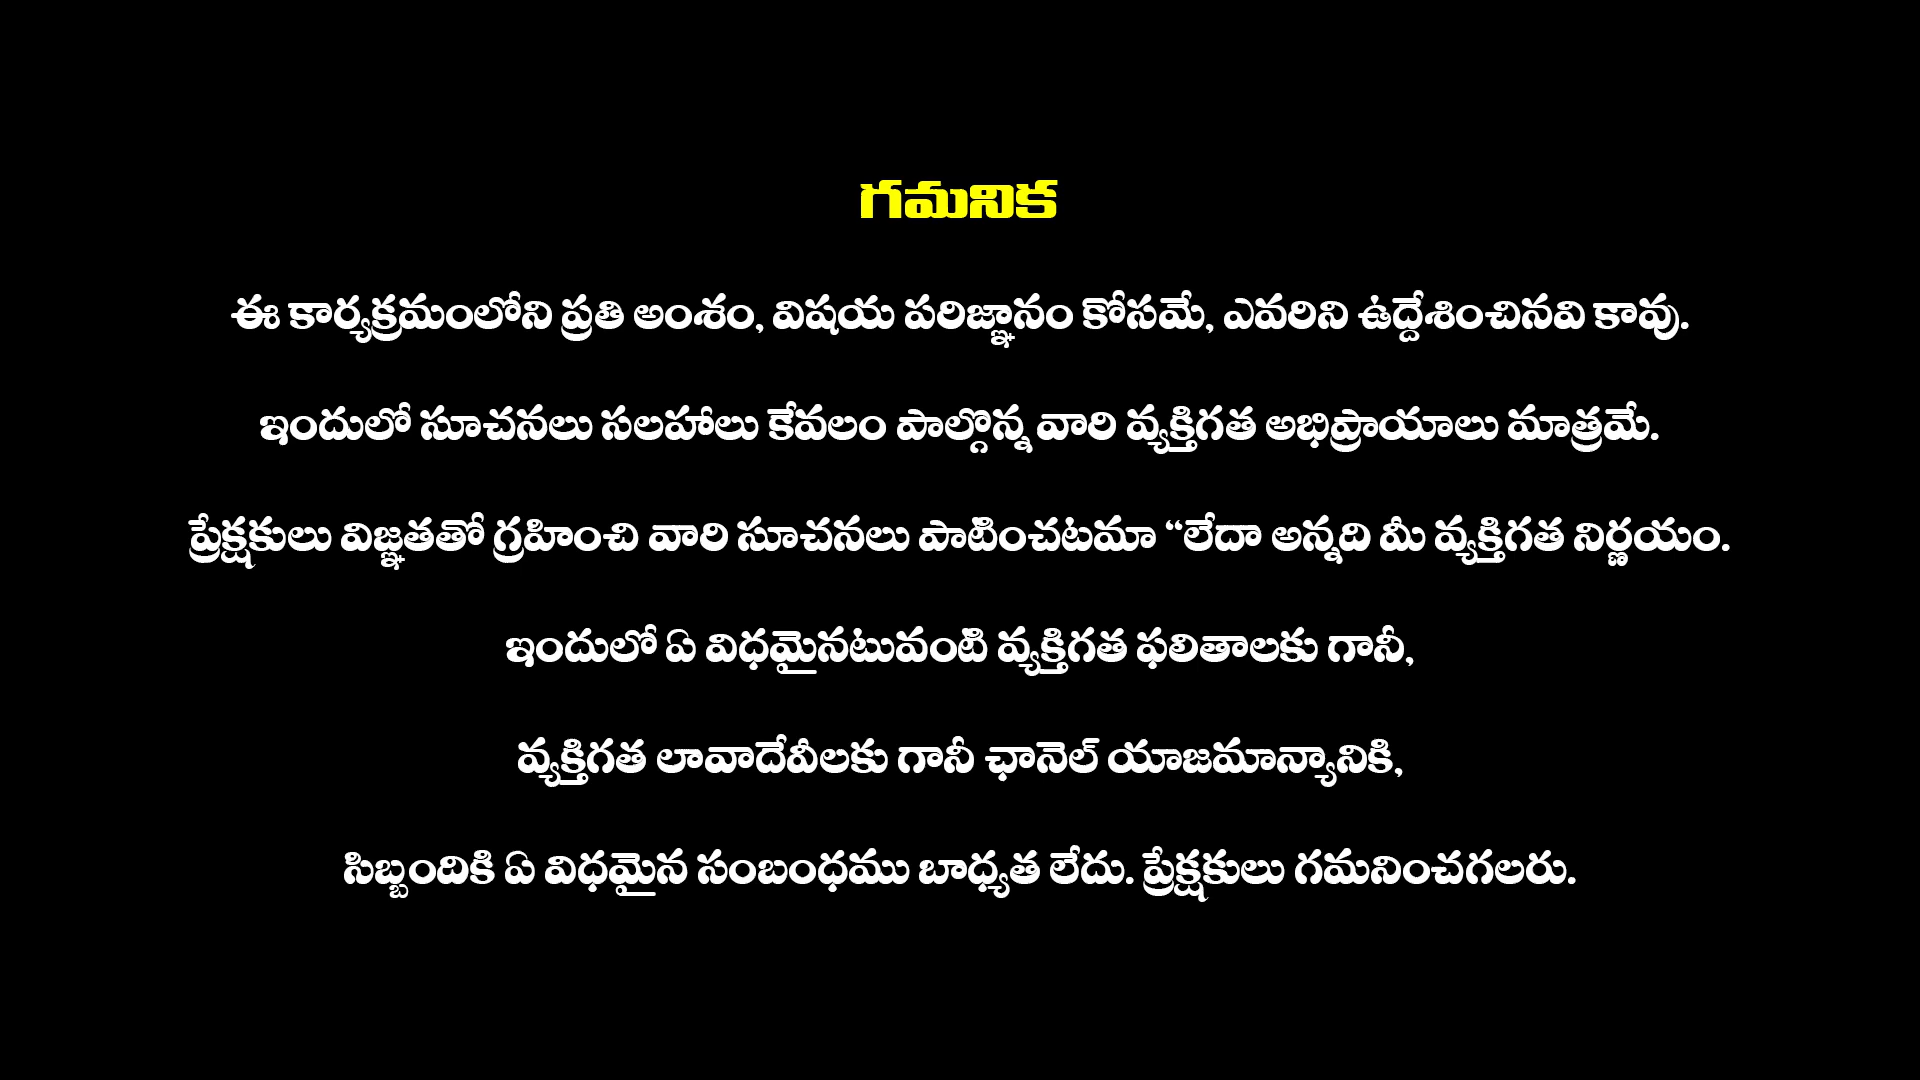 గమనిక
ఈ కార్యక్రమంలోని ప్రతి అంశం, విషయ పరిజ్ఞానం కోసమే, ఎవరిని ఉద్దేశించినవి కావు.
ఇందులో సూచనలు సలహాలు కేవలం పాల్గొన్న వారి వ్యక్తిగత అభిప్రాయాలు మాత్రమే.
ప్రేక్షకులు విజ్ఞతతో గ్రహించి వారి సూచనలు పాటించటమా “లేదా అన్నది మీ వ్యక్తిగత నిర్ణయం.
ఇందులో ఏ విధమైనటువంటి వ్యక్తిగత ఫలితాలకు గానీ,
వ్యక్తిగత లావాదేవీలకు గానీ ఛానెల్ యాజమాన్యానికి,
సిబ్బందికి ఏ విధమైన సంబంధము బాధ్యత లేదు. ప్రేక్షకులు గమనించగలరు.